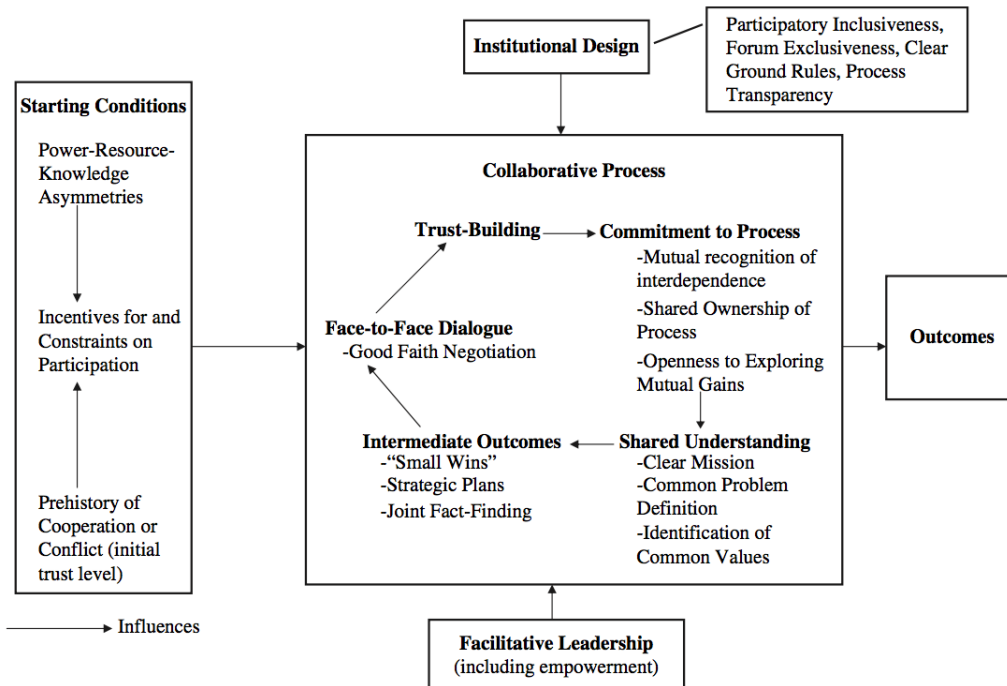 Institutional Design
Participatory Inclusiveness,
Forum Exclusiveness, Clear
Ground Rules, Process
Transparency
Starting Conditions
Power-Resource-
Knowledge
Asymmetries
Incentives for and
Constraints on
Participation
Prehistory of
Cooperation or
Conflict (initial
trust level)
Collaborative Process
Trust-Building
Commitment to Process
-Mutual recognition of
interdependence
-Shared Ownership of
Process
-Openness to Exploring
Mutual Gains
Face-to-Face Dialogue
-Good Faith Negotiation
Intermediate Outcomes
-“Small Wins”
-Strategic Plans
-Joint Fact-Finding
Shared Understanding
-Clear Mission
-Common Problem
Definition
-Identification of
Common Values
Outcomes
Influences
Facilitative Leadership
(including empowerment)